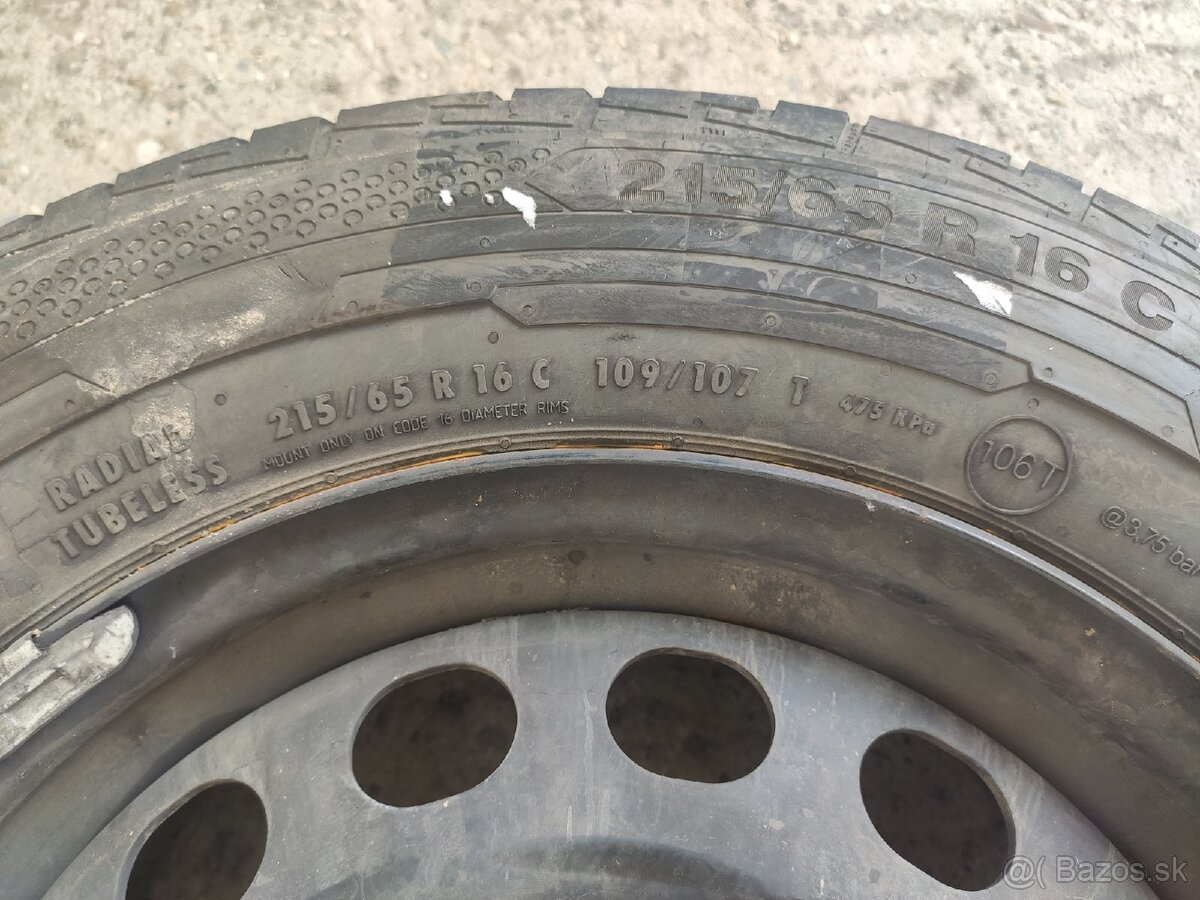 215/65 R 16 C
215/65 R 16 C 109/107 T 475 KPa
MOUNT ONLY ON CODE 16 DIAMETER RIMS
RADIAL
TUBELESS
106T
@3,75 bar
@( Bazos.sk